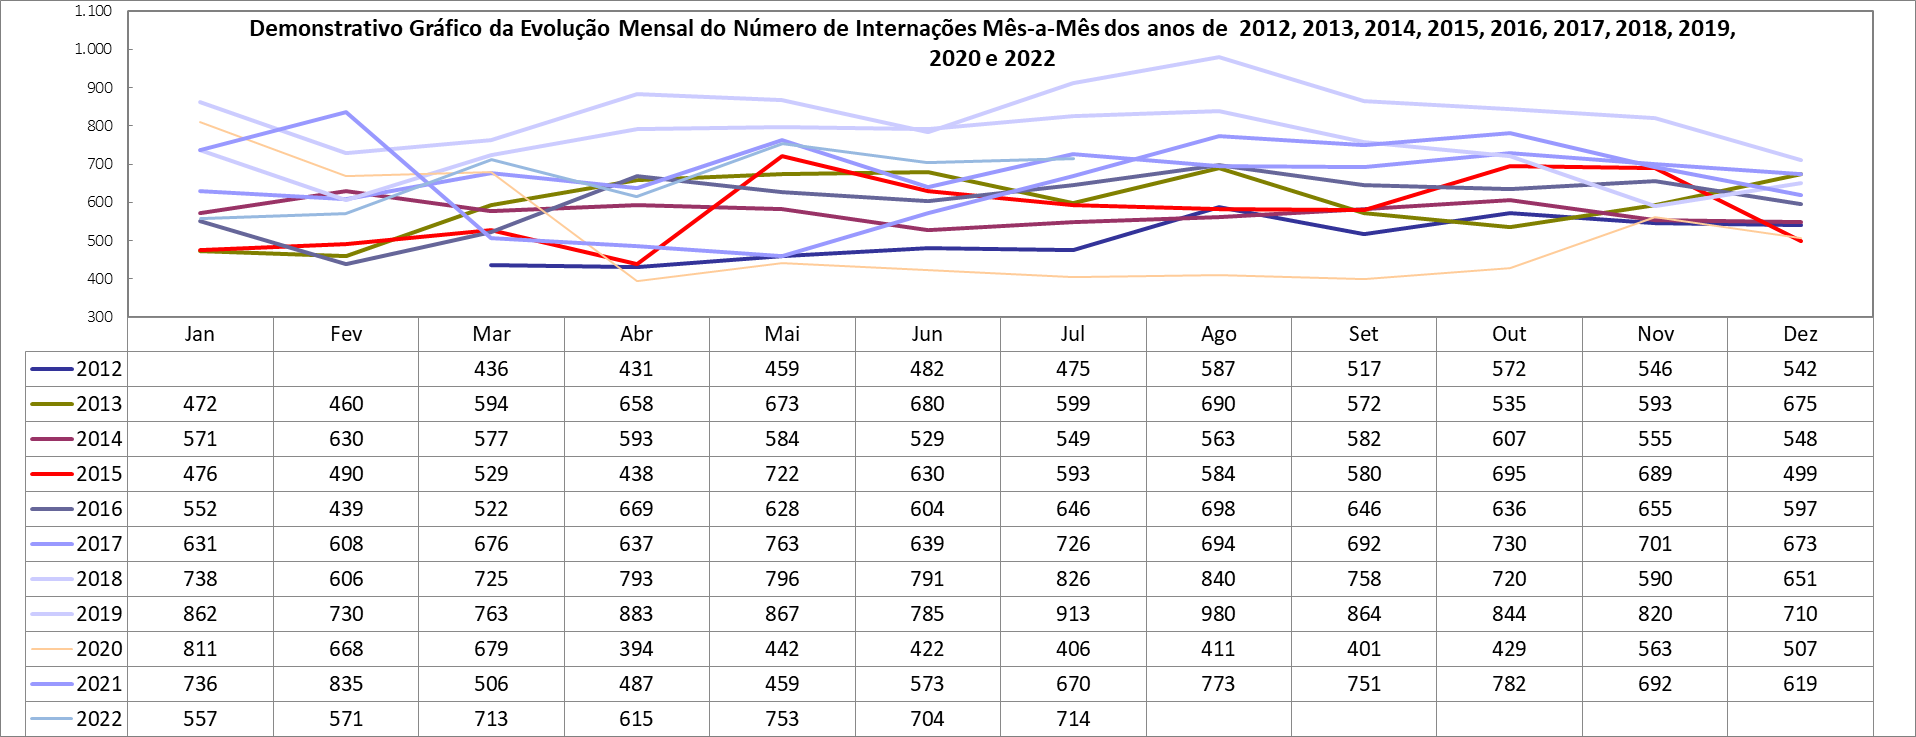 Demonstrativo Gráfico da Evolução Mensal do Número de Internações Mês-a-Mês dos anos de 2012, 2013, 2014, 2015, 2016, 2017, 2018, 2019,
2020 e 2022
1.100
1.000
900
800
700
600
500
400
300
Jan Fev Mar Abr Mai Jun Jul Ago Set Out Nov Dez
2012 436 431 459 482 475 587 517 572 546 542
2013 472 460 594 658 673 680 599 690 572 535 593 675
2014 571 630 577 593 584 529 549 563 582 607 555 548
2015 476 490 529 438 722 630 593 584 580 695 689 499
2016 552 439 522 669 628 604 646 698 646 636 655 597
2017 631 608 676 637 763 639 726 694 692 730 701 673
2018 738 606 725 793 796 791 826 840 758 720 590 651
2019 862 730 763 883 867 785 913 980 864 844 820 710
2020 811 668 679 394 442 422 406 411 401 429 563 507
2021 736 835 506 487 459 573 670 773 751 782 692 619
2022 557 571 713 615 753 704 714